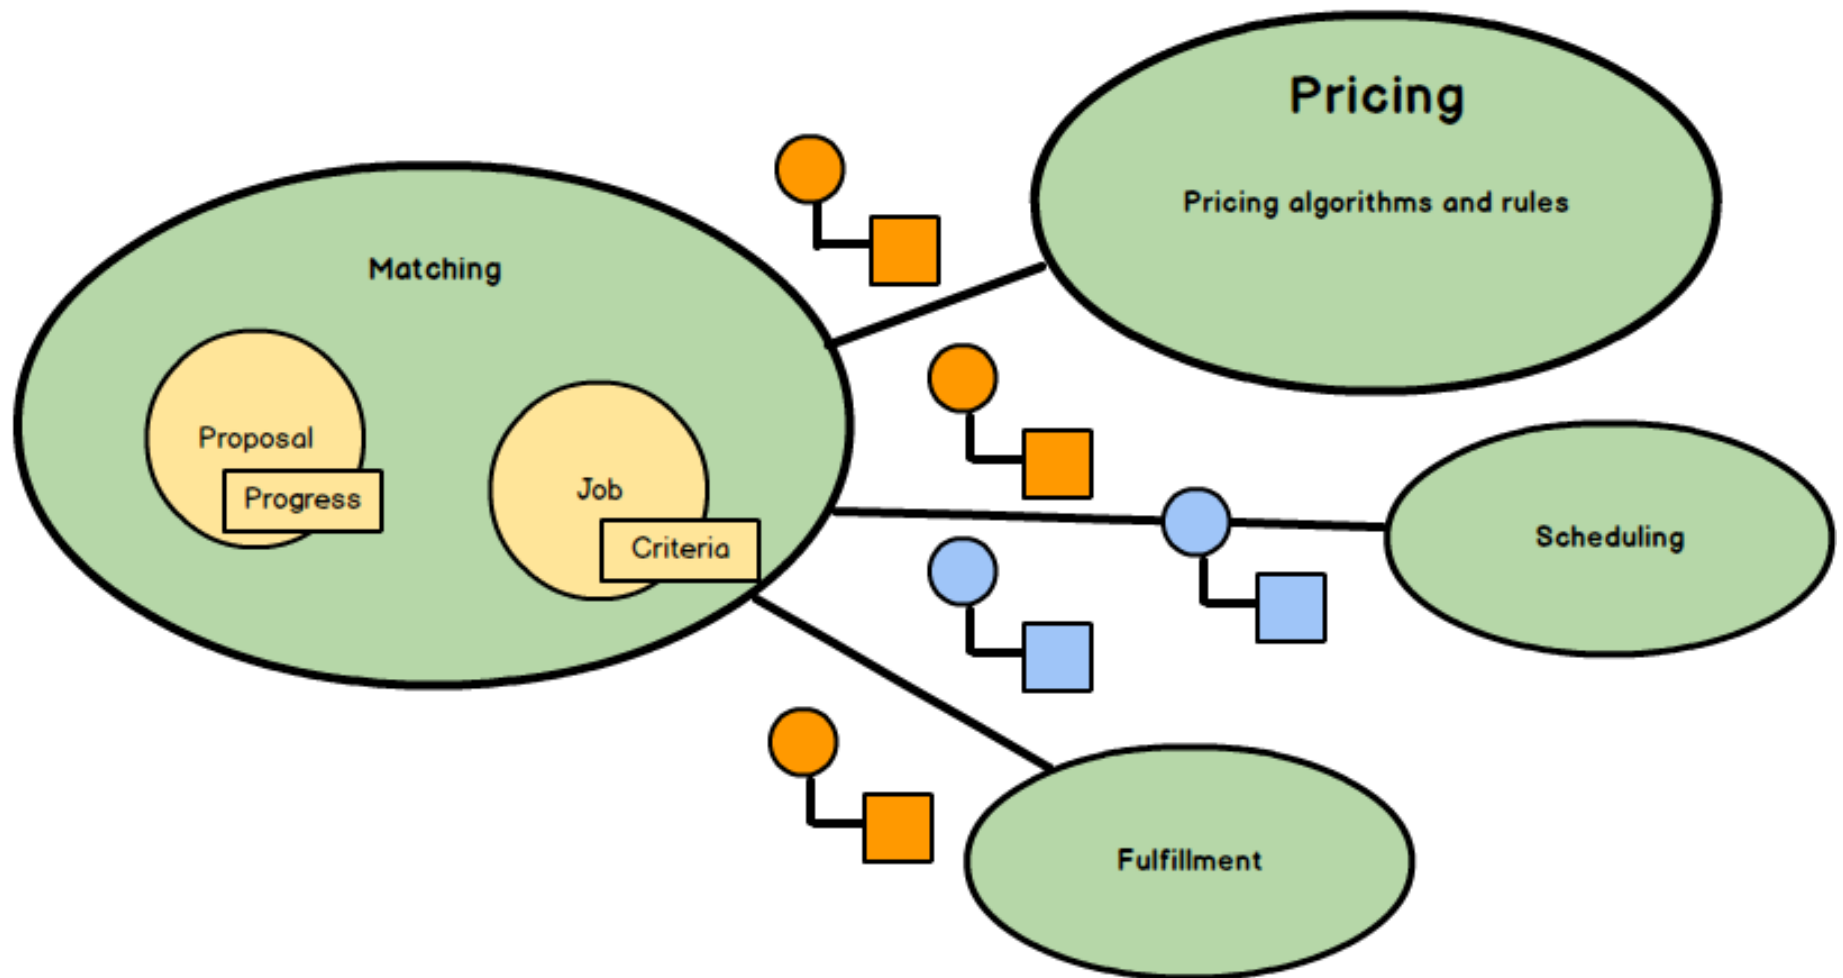 Pricing
Pricing algorithms and rules
Matching
Proposal
Progress
Job
Criteria
Scheduling
Fulfillment